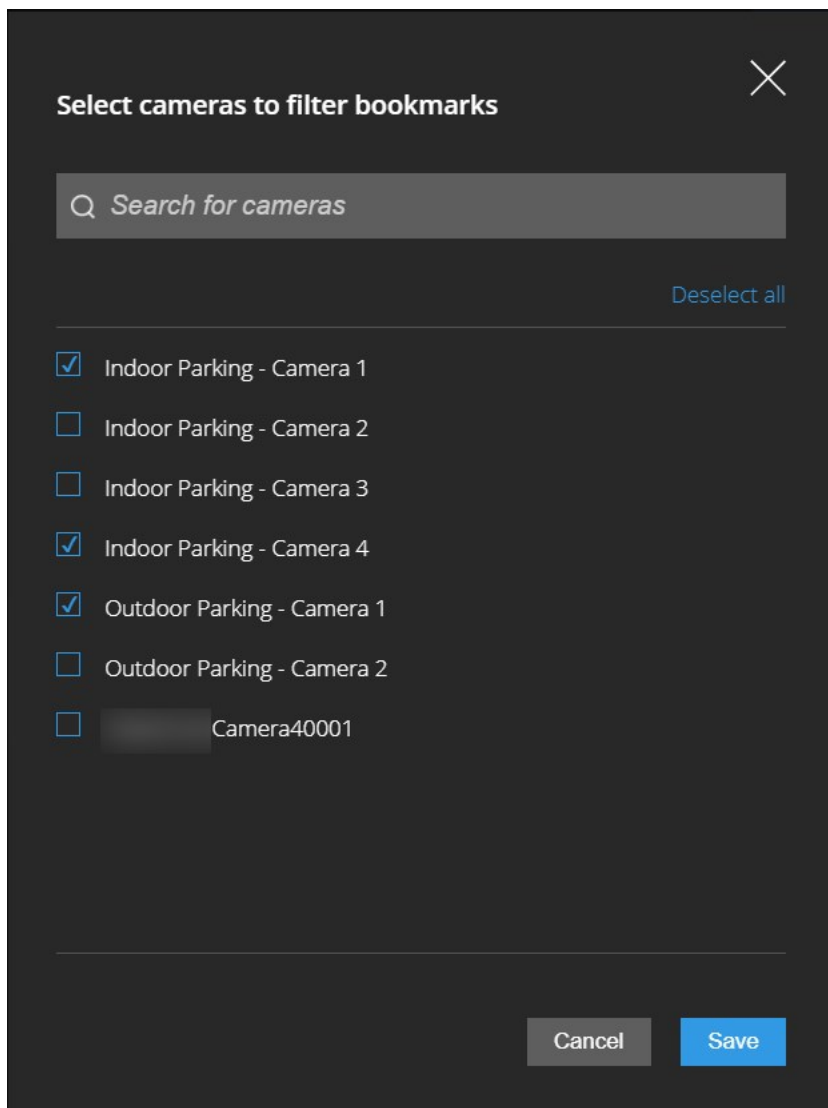 Select cameras to filter bookmarks
Search for cameras
Deselect all
Indoor Parking - Camera 1
Indoor Parking - Camera 2
Indoor Parking - Camera 3
Indoor Parking - Camera 4
Outdoor Parking - Camera 1
Outdoor Parking - Camera 2
Camera40001
Cancel Save